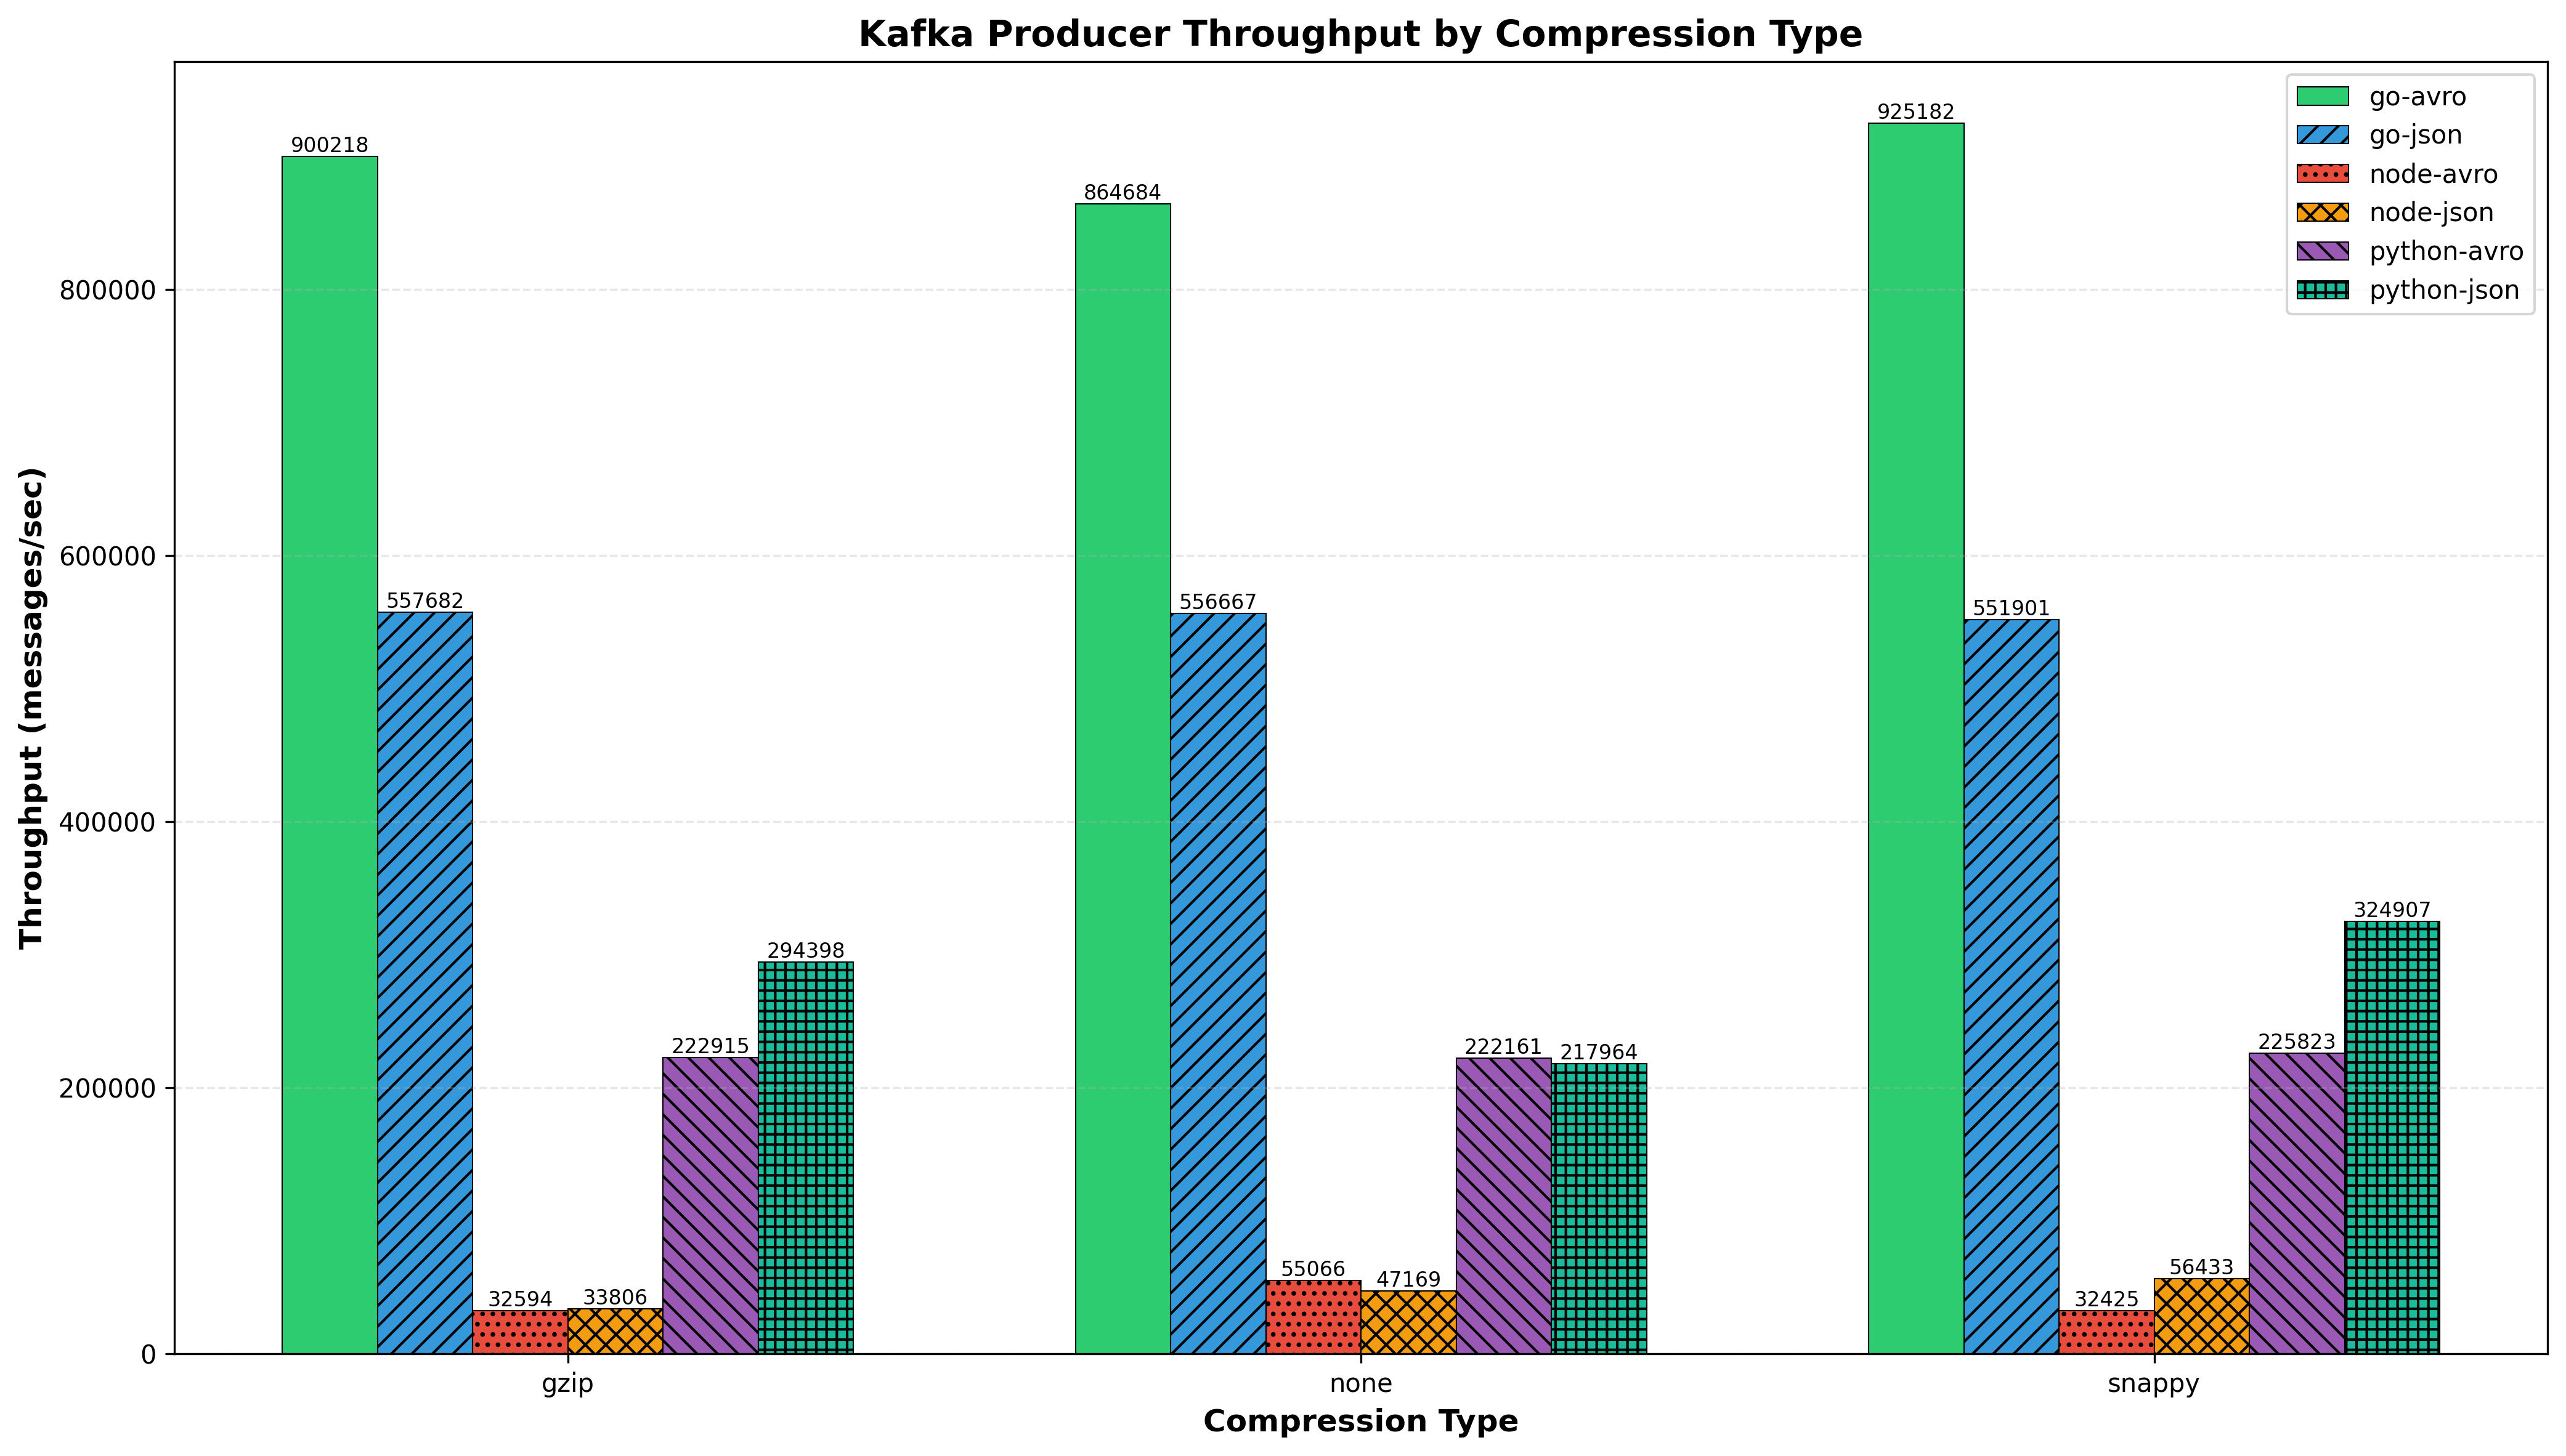 Kafka Producer Throughput by Compression Type
go-avro
go-json
node-avro
node-json
python-avro
python-json
Throughput (messages/sec)
800000
600000
400000
200000
0
900218
557682
32594
33806
222915
294398
864684
556667
55066
47169
222161
217964
925182
551901
32425
56433
225823
324907
gzip
none
snappy
Compression Type